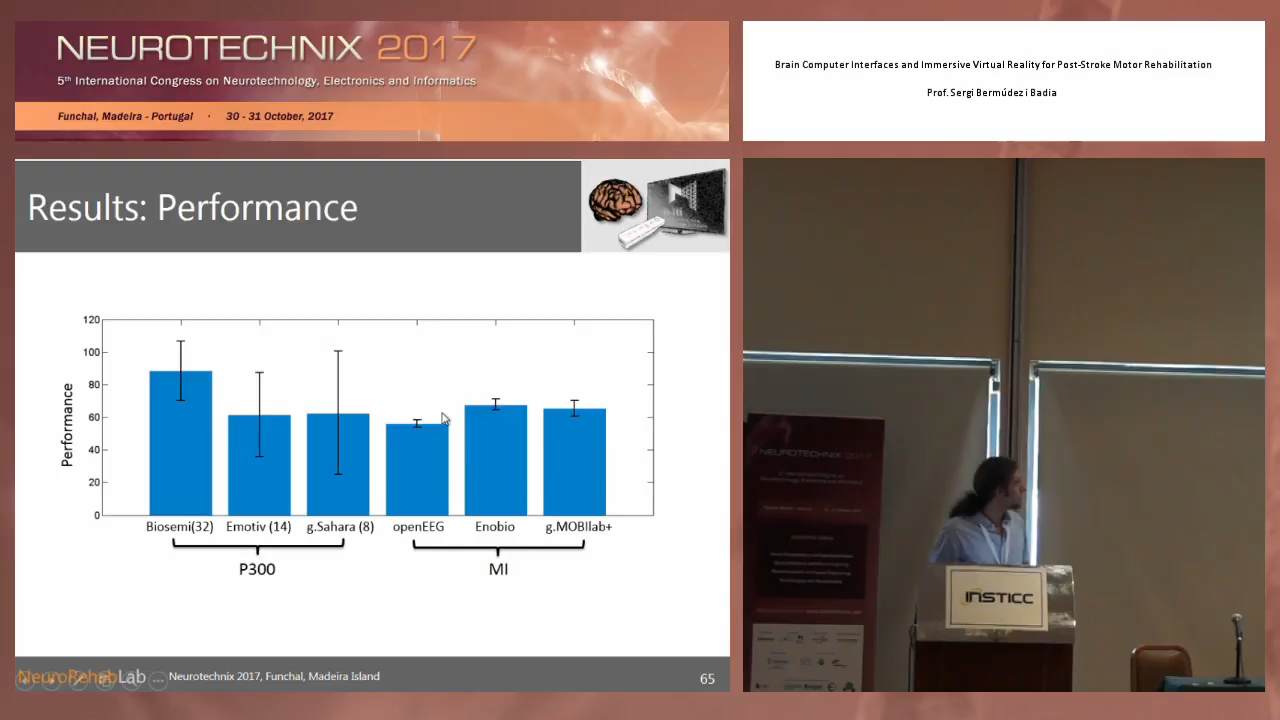 NEUROTECHNIX 2017
5th International Congress on Neurotechnology, Electronics and Informatics
Funchal, Madeira - Portugal · 30 - 31 October, 2017
Brain Computer Interfaces and Immersive Virtual Reality for Post-Stroke Motor Rehabilitation
Prof. Sergi Bermúdez i Badia
Results: Performance
Performance
120
100
80
60
40
20
0
Biosemi(32) Emotiv (14) g.Sahara (8) openEEG Enobio g.MOBIlab+
P300 MI
NeuroRehabLab
Neurotechnix 2017, Funchal, Madeira Island
65
NEUROTECHNIX 2017
INSTICC